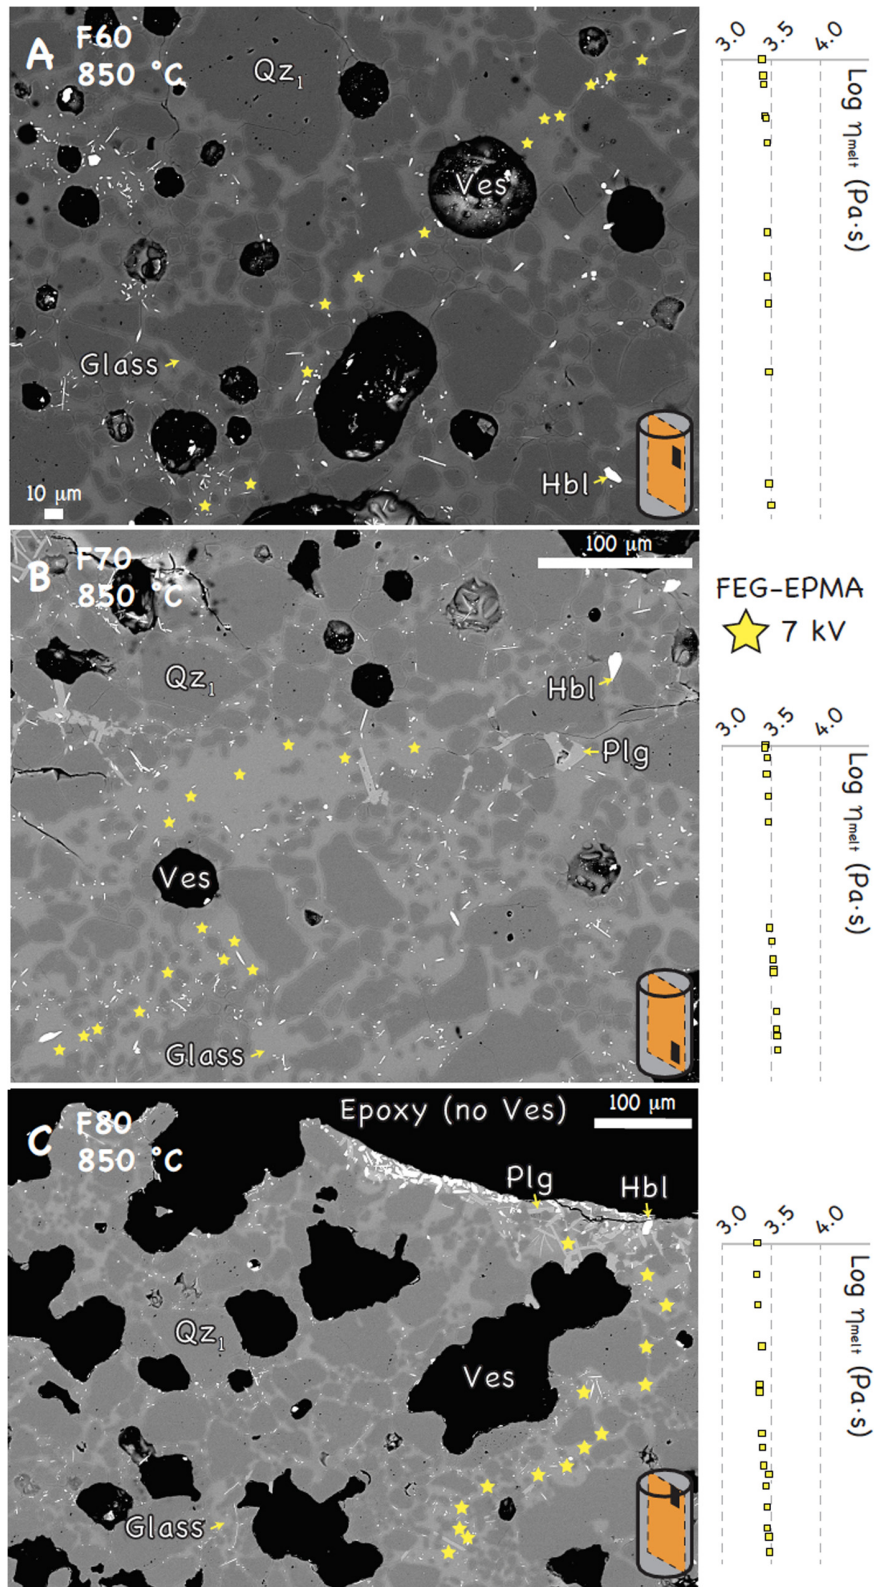 A
F60
850 °C
Qz1
Ves
Glass
Hbl
10 μm
3.0
3.5
4.0
Log ηmelt (Pa·s)
B
F70
850 °C
100 μm
Qz1
Hbl
Plg
Ves
Glass
FEG-EPMA
7 kV
3.0
3.5
4.0
Log ηmelt (Pa·s)
C
F80
850 °C
Epoxy (no Ves)
100 μm
Plg
Hbl
Qz1
Ves
Glass
3.0
3.5
4.0
Log ηmelt (Pa·s)